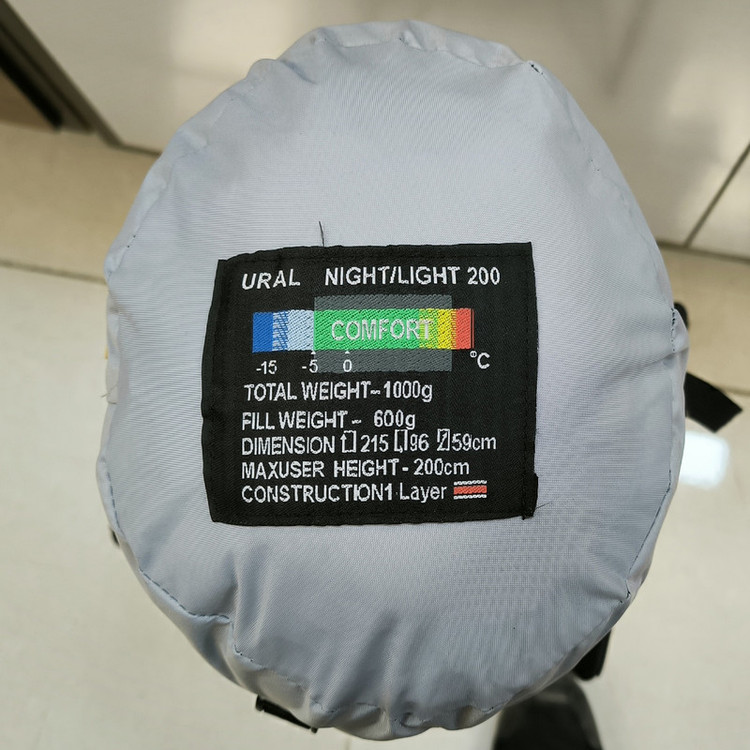 URAL NIGHT/LIGHT 200
COMFORT
-15 -5 0 °C
TOTAL WEIGHT- 1000g
FILL WEIGHT - 600g
DIMENSION 215 96 59cm
MAXUSER HEIGHT - 200cm
CONSTRUCTION1 Layer